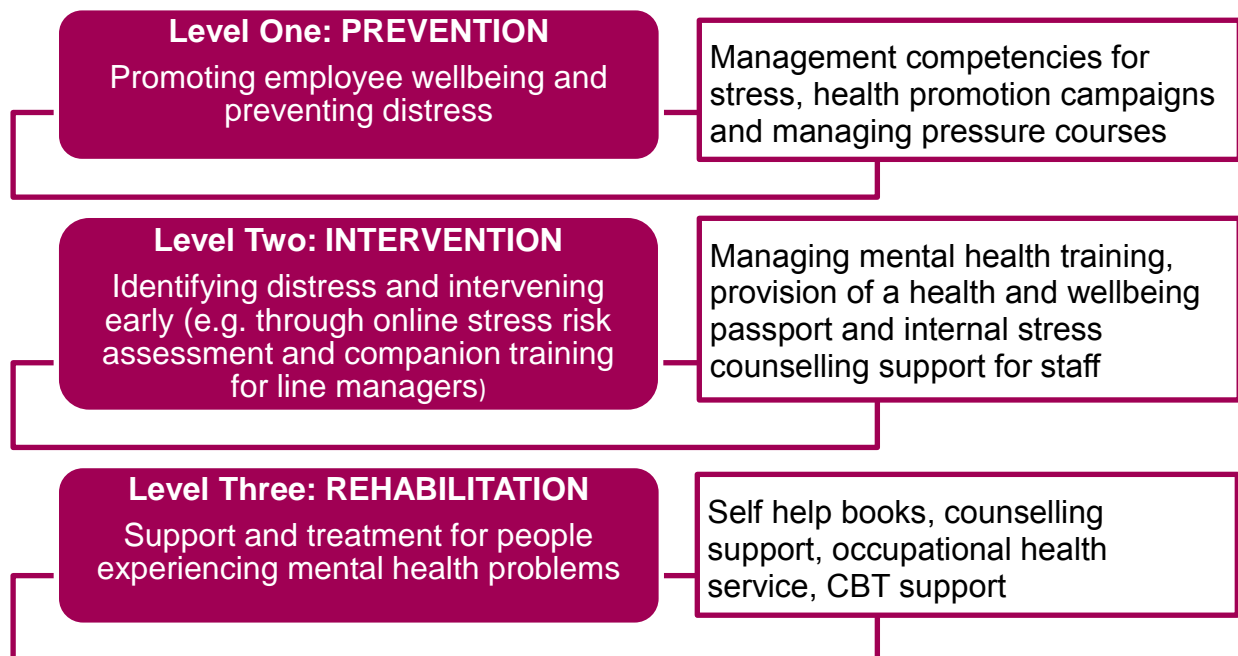 Level One: PREVENTION
Promoting employee wellbeing and
preventing distress
Management competencies for
stress, health promotion campaigns
and managing pressure courses
Level Two: INTERVENTION
Identifying distress and intervening
early (e.g. through online stress risk
assessment and companion training
for line managers)
Managing mental health training,
provision of a health and wellbeing
passport and internal stress
counselling support for staff
Level Three: REHABILITATION
Support and treatment for people
experiencing mental health problems
Self help books, counselling
support, occupational health
service, CBT support